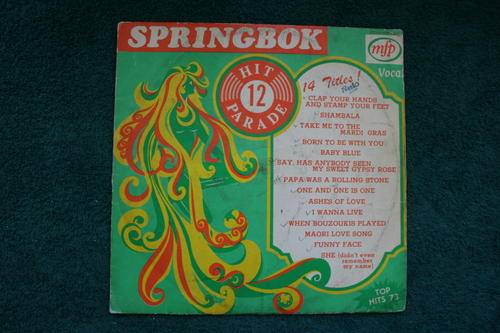 SPRINGBOK
mfp
Vocal
HIT
12
PARADE
14 Titles!
CLAP YOUR HANDS
AND STAMP YOUR FEET
SHAMBALA
TAKE ME TO THE
MARDI GRAS
BORN TO BE WITH YOU
BABY BLUE
SAY, HAS ANYBODY SEEN
MY SWEET GYPSY ROSE
PAPA WAS A ROLLING STONE
ONE AND ONE IS ONE
ASHES OF LOVE
I WANNA LIVE
WHEN BOUZOUKIS PLAYED
MAORI LOVE SONG
FUNNY FACE
SHE (didn't even
remember
my name)
TOP
HITS 73